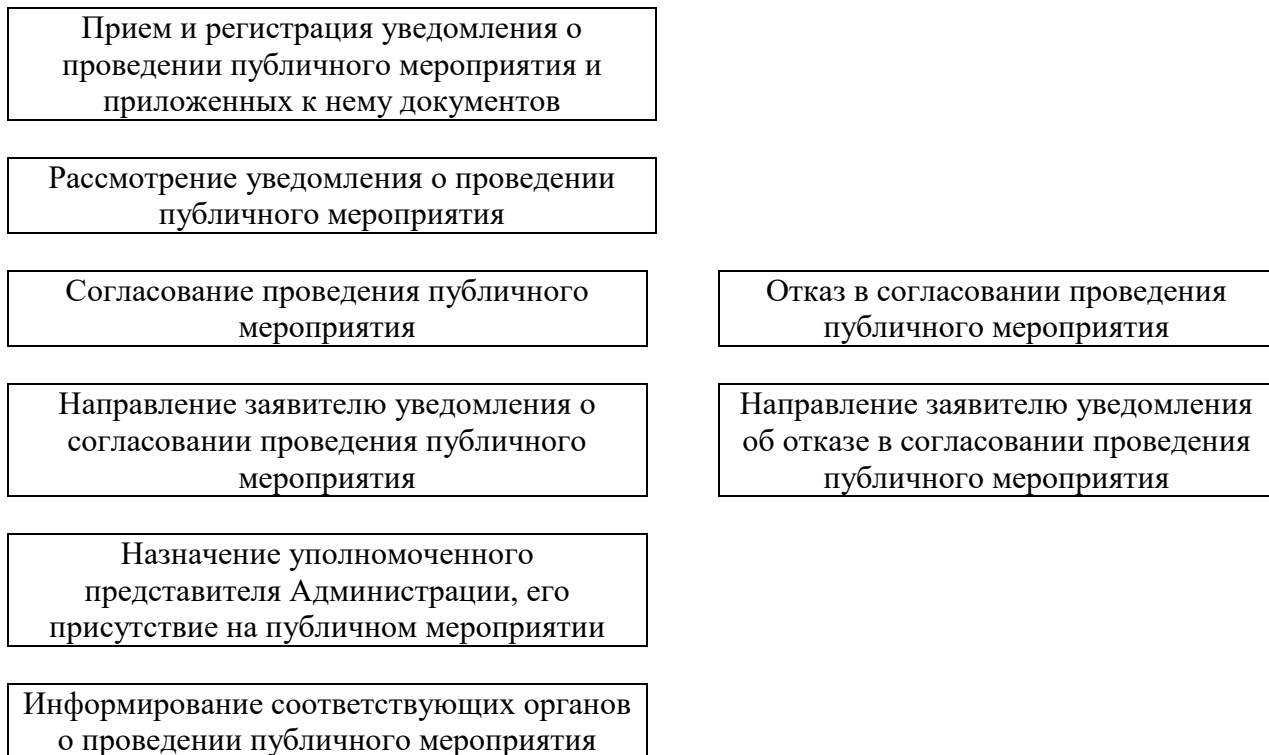 Прием и регистрация уведомления о
проведении публичного мероприятия и
приложенных к нему документов
Рассмотрение уведомления о проведении
публичного мероприятия
Согласование проведения публичного
мероприятия
Отказ в согласовании проведения
публичного мероприятия
Направление заявителю уведомления о
согласовании проведения публичного
мероприятия
Направление заявителю уведомления
об отказе в согласовании проведения
публичного мероприятия
Назначение уполномоченного
представителя Администрации, его
присутствие на публичном мероприятии
Информирование соответствующих органов
о проведении публичного мероприятия